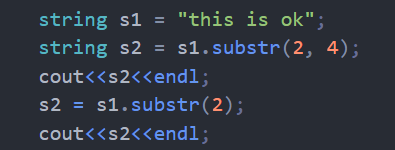 string s1 = "this is ok";
string s2 = s1.substr(2, 4);
cout<<s2<<endl;
s2 = s1.substr(2);
cout<<s2<<endl;